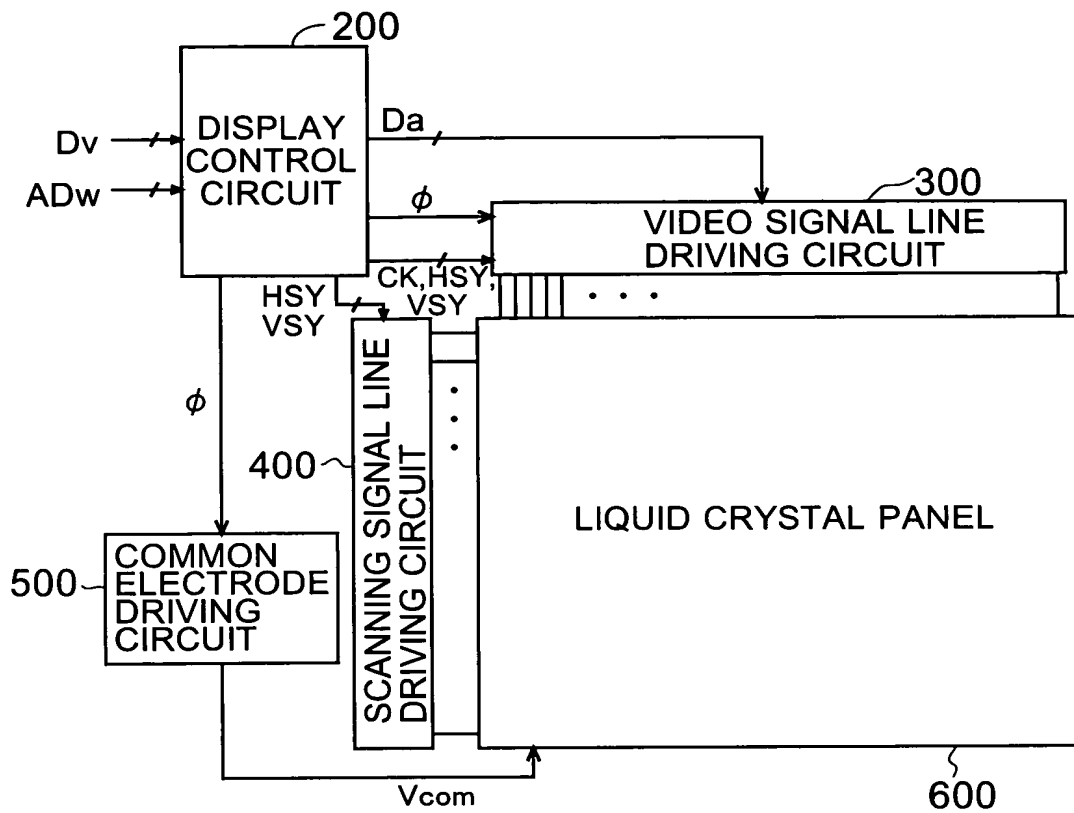 200
DISPLAY
CONTROL
CIRCUIT
Dv
ADw
Da
ϕ
CK,HSY,
VSY
HSY
VSY
300
VIDEO SIGNAL LINE
DRIVING CIRCUIT
. . .
ϕ
400
SCANNING SIGNAL LINE
DRIVING CIRCUIT
LIQUID CRYSTAL PANEL
500
COMMON
ELECTRODE
DRIVING
CIRCUIT
Vcom
600